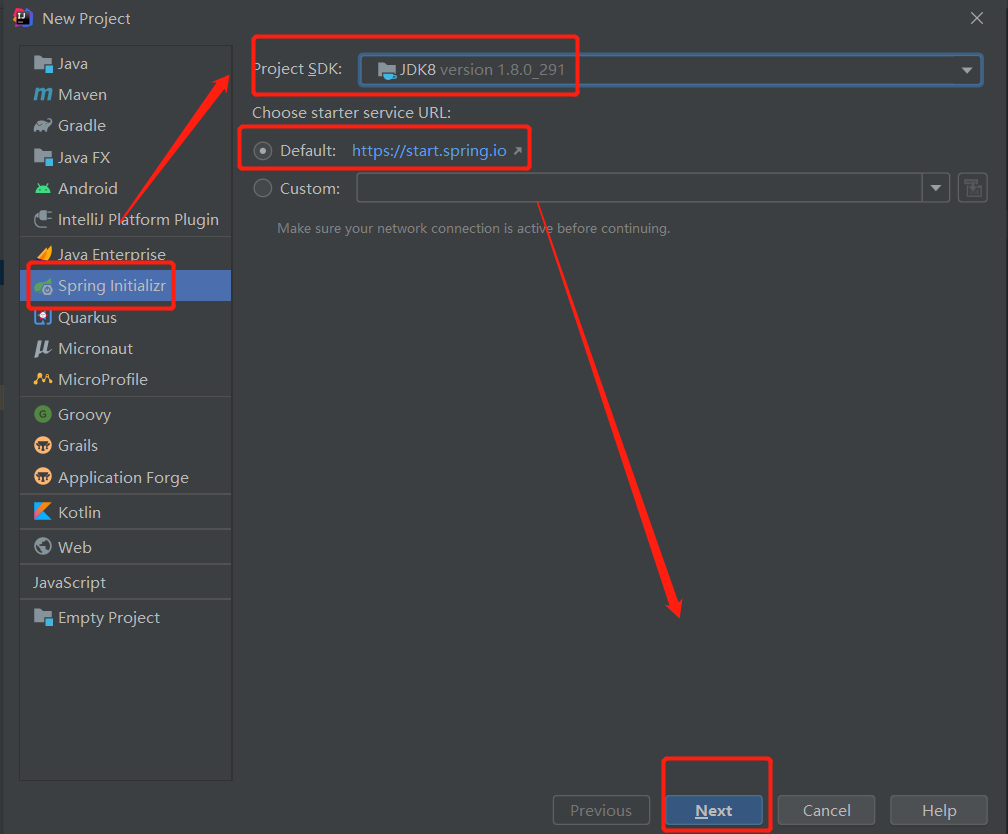 New Project
Java
Maven
Gradle
Java FX
Android
IntelliJ Platform Plugin
Java Enterprise
Spring Initializr
Quarkus
Micronaut
MicroProfile
Groovy
Grails
Application Forge
Kotlin
Web
JavaScript
Empty Project
Project SDK: JDK8 version 1.8.0_291
Choose starter service URL:
Default: https://start.spring.io
Custom:
Make sure your network connection is active before continuing.
Previous Next Cancel Help